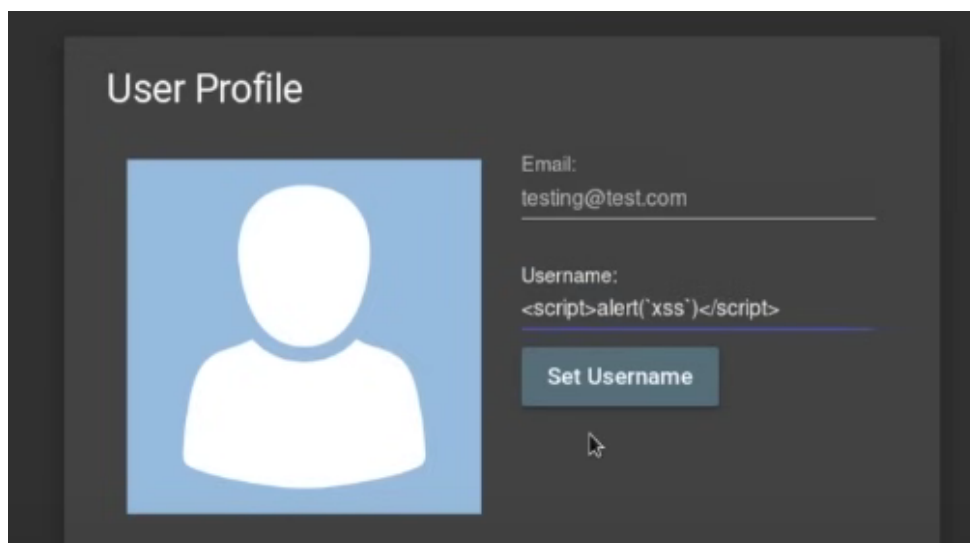 User Profile
Email:
testing@test.com
Username:
<script>alert(`xss`)</script>
Set Username